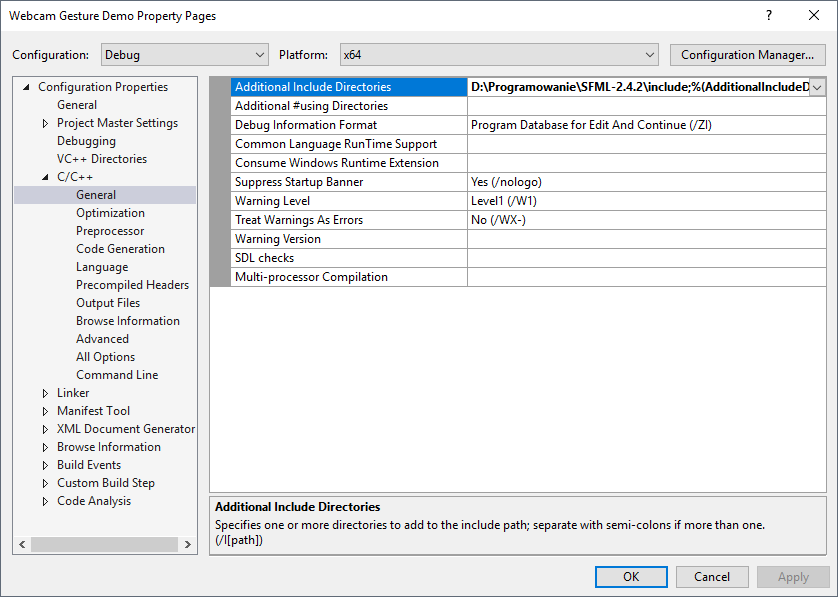 Webcam Gesture Demo Property Pages
?
Configuration: Debug Platform: x64 Configuration Manager...
Configuration Properties
General
Project Master Settings
Debugging
VC++ Directories
C/C++
General
Optimization
Preprocessor
Code Generation
Language
Precompiled Headers
Output Files
Browse Information
Advanced
All Options
Command Line
Linker
Manifest Tool
XML Document Generator
Browse Information
Build Events
Custom Build Step
Code Analysis
Additional Include Directories D:\Programowanie\SFML-2.4.2\include;%(AdditionalIncludeD
Additional #using Directories
Debug Information Format Program Database for Edit And Continue (/ZI)
Common Language RunTime Support
Consume Windows Runtime Extension
Suppress Startup Banner Yes (/nologo)
Warning Level Level1 (/W1)
Treat Warnings As Errors No (/WX-)
Warning Version
SDL checks
Multi-processor Compilation
Additional Include Directories
Specifies one or more directories to add to the include path; separate with semi-colons if more than one.
(/I[path])
OK Cancel Apply